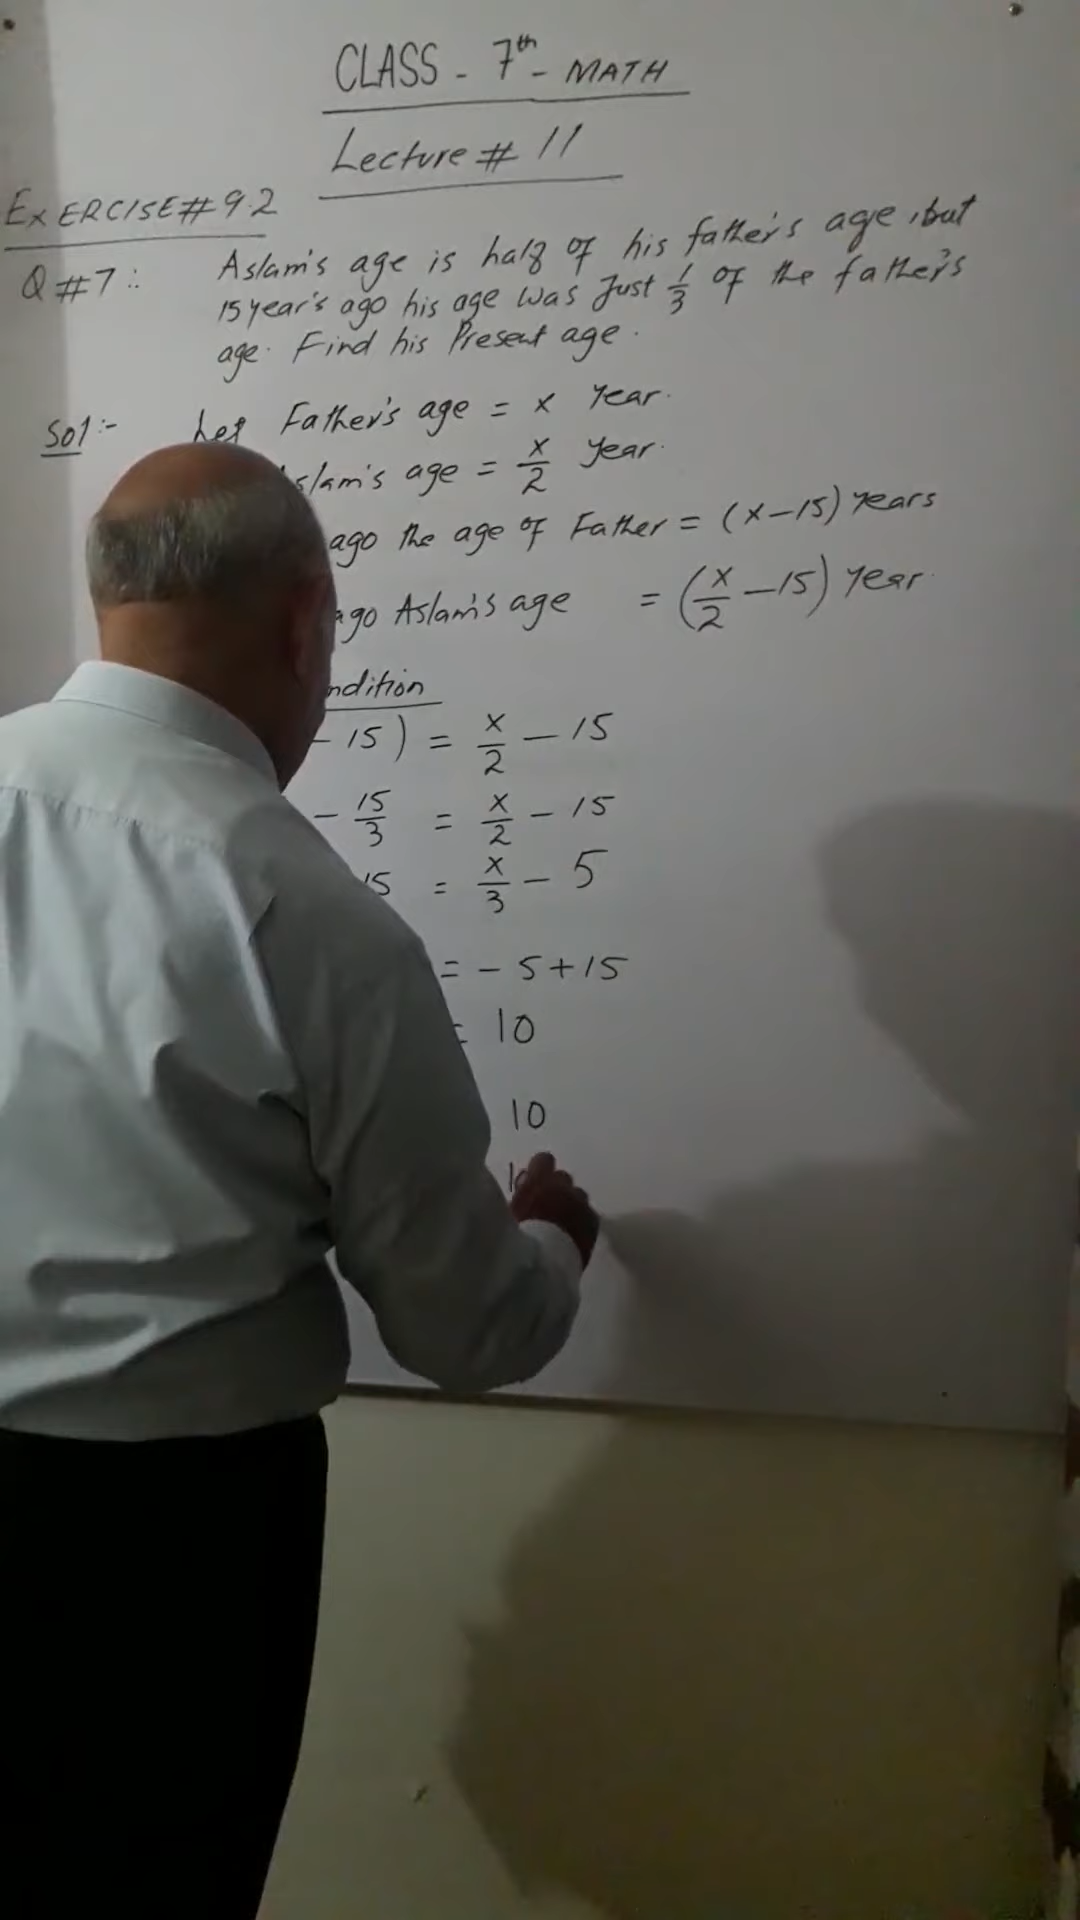 CLASS - 7th - MATH
Lecture # 11
EXERCISE # 9.2
Q #7 :. Aslam's age is half of his father's age, but
15 year's ago his age was Just 1/3 of the father's
age. Find his Present age.
Sol :- Let Father's age = x Year.
slam's age = x/2 year.
ago the age of Father = (x-15) years
ago Aslam's age = (x/2 - 15) Year.
ndition
- 15 ) = x/2 - 15
- 15/3 = x/2 - 15
15 = x/3 - 5
= - 5 + 15
= 10
10